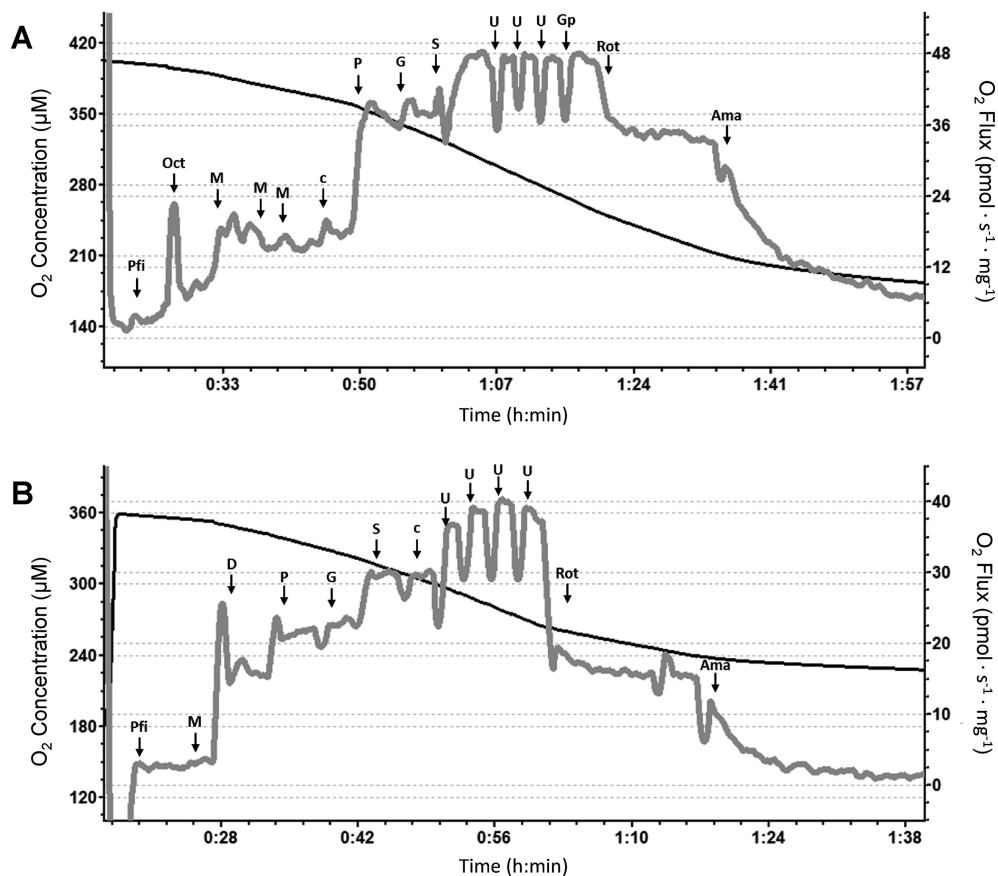 A
O₂ Concentration (µM)
420
350
280
210
140
O₂ Flux (pmol · s⁻¹ · mg⁻¹)
48
36
24
12
0
Pfi Oct M M M c P G S U U U Gp Rot Ama
0:33 0:50 1:07 1:24 1:41 1:57
Time (h:min)
B
O₂ Concentration (µM)
360
300
240
180
120
O₂ Flux (pmol · s⁻¹ · mg⁻¹)
40
30
20
10
0
Pfi M D P G S c U U U U Rot Ama
0:28 0:42 0:56 1:10 1:24 1:38
Time (h:min)